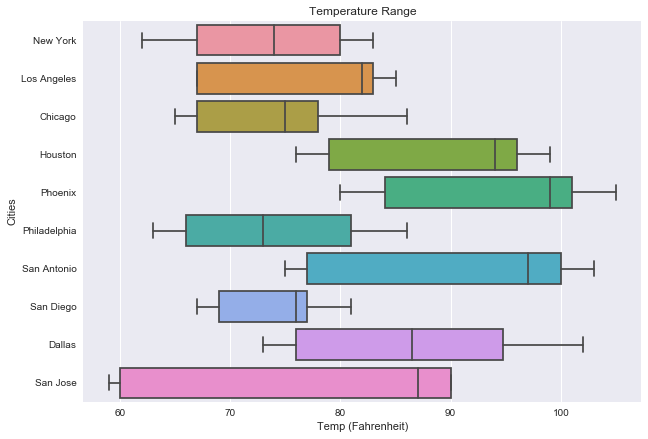 Temperature Range
New York
Los Angeles
Chicago
Houston
Phoenix
Philadelphia
San Antonio
San Diego
Dallas
San Jose
Cities
60 70 80 90 100
Temp (Fahrenheit)